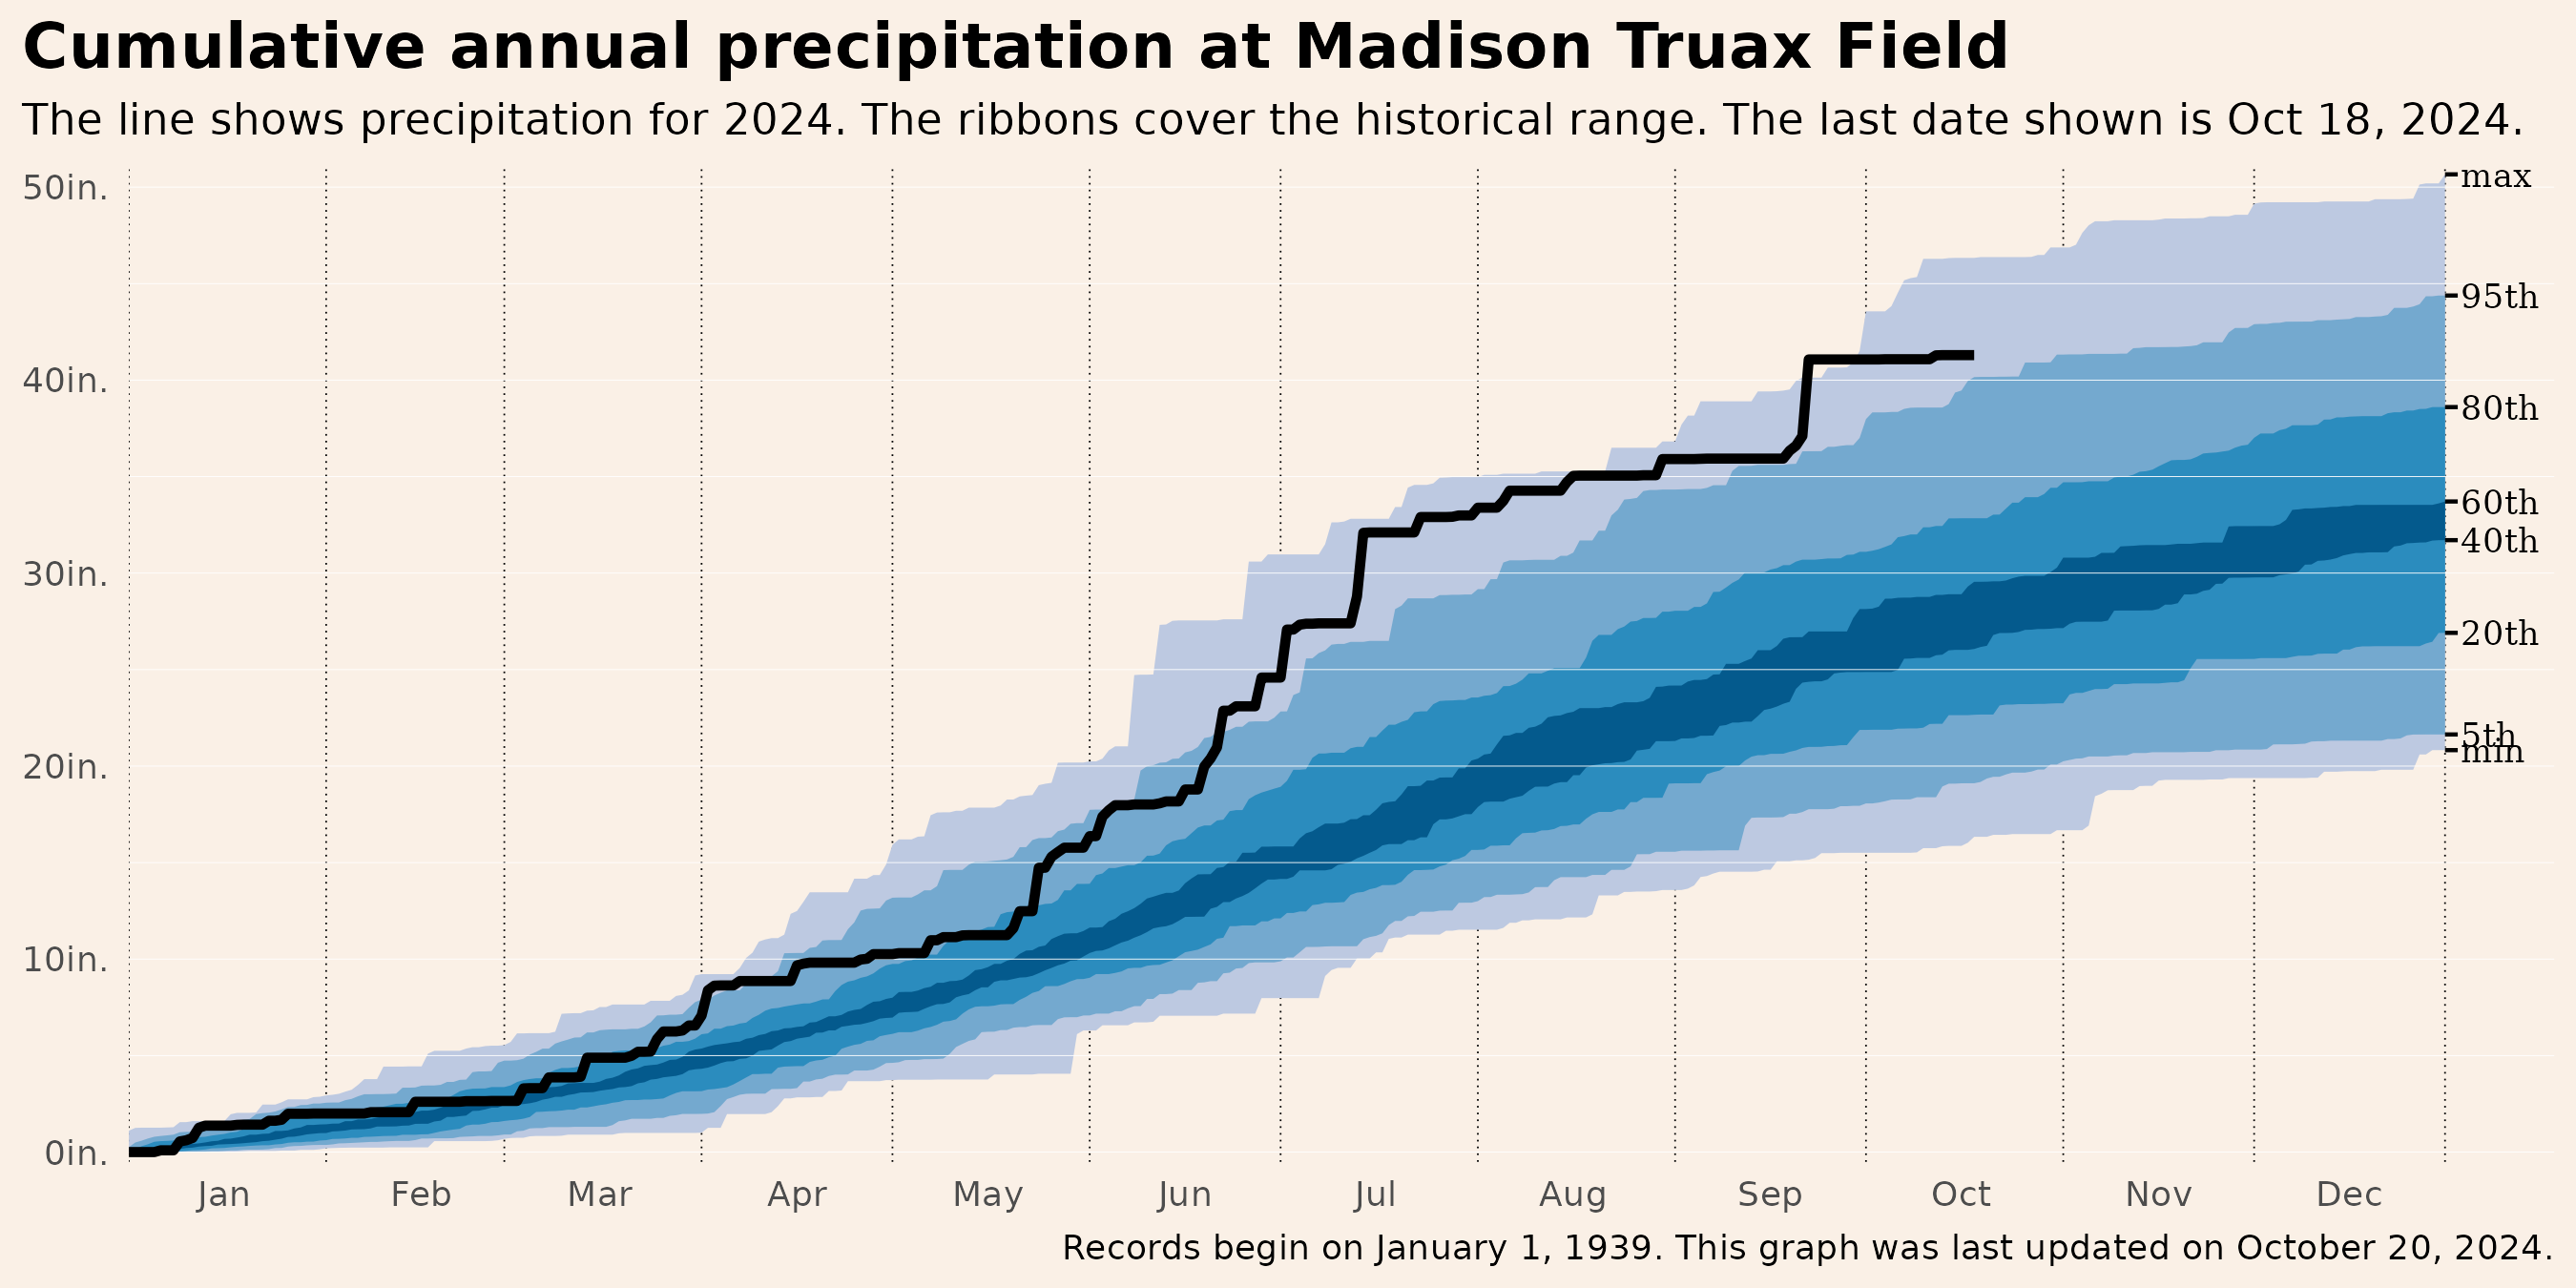 Cumulative annual precipitation at Madison Truax Field
The line shows precipitation for 2024. The ribbons cover the historical range. The last date shown is Oct 18, 2024.
50in.
40in.
30in.
20in.
10in.
0in.
max
95th
80th
60th
40th
20th
5th
min
Jan Feb Mar Apr May Jun Jul Aug Sep Oct Nov Dec
Records begin on January 1, 1939. This graph was last updated on October 20, 2024.